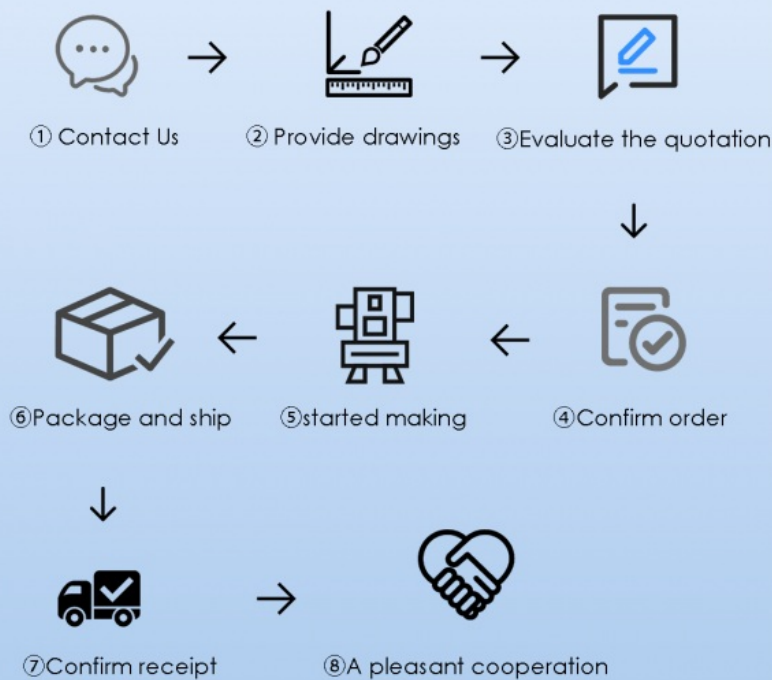 ① Contact Us
② Provide drawings
③Evaluate the quotation
④Confirm order
⑤started making
⑥Package and ship
⑦Confirm receipt
⑧A pleasant cooperation